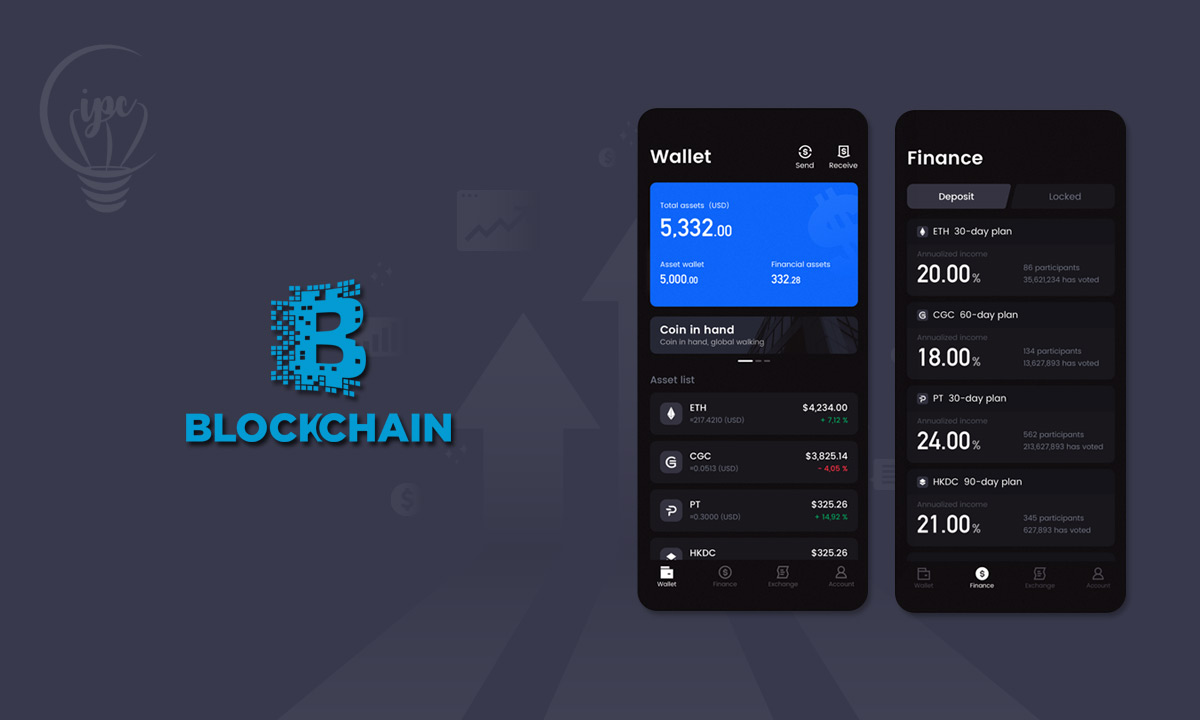 ipc
BLOCKCHAIN
Wallet
Send
Receive
Total assets (USD)
5,332.00
Asset wallet
Financial assets
5,000.00
332.28
Coin in hand
Coin in hand, global walking
Asset list
ETH
$4,234.00
≈217.4210 (USD)
+ 7,12 %
CGC
$3,825.14
≈0.0513 (USD)
- 4,05 %
PT
$325.26
≈0.3000 (USD)
+ 14,92 %
HKDC
$325.26
Wallet
Finance
Exchange
Account
Finance
Deposit
Locked
ETH 30-day plan
Annualized income
20.00%
86 participants
35,621,234 has voted
CGC 60-day plan
Annualized income
18.00%
134 participants
13,627,893 has voted
PT 30-day plan
Annualized income
24.00%
562 participants
213,627,893 has voted
HKDC 90-day plan
Annualized income
21.00%
345 participants
627,893 has voted
Wallet
Finance
Exchange
Account